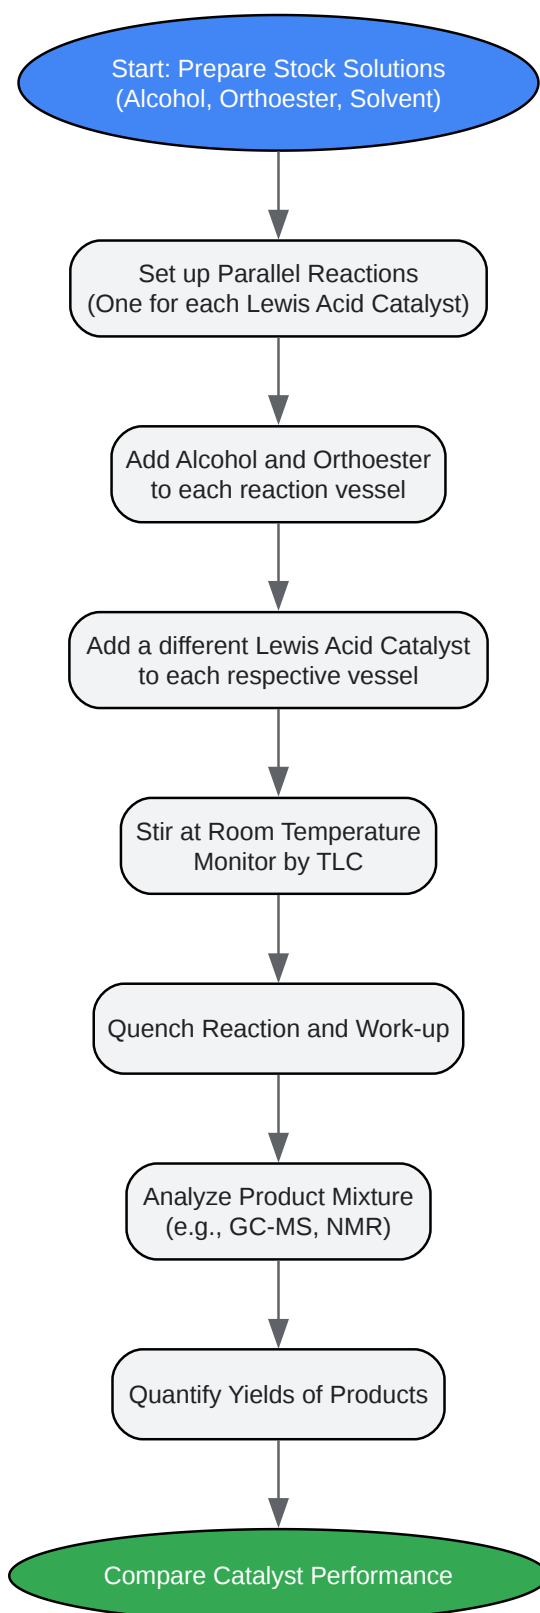 Start: Prepare Stock Solutions
(Alcohol, Orthoester, Solvent)
Set up Parallel Reactions
(One for each Lewis Acid Catalyst)
Add Alcohol and Orthoester
to each reaction vessel
Add a different Lewis Acid Catalyst
to each respective vessel
Stir at Room Temperature
Monitor by TLC
Quench Reaction and Work-up
Analyze Product Mixture
(e.g., GC-MS, NMR)
Quantify Yields of Products
Compare Catalyst Performance